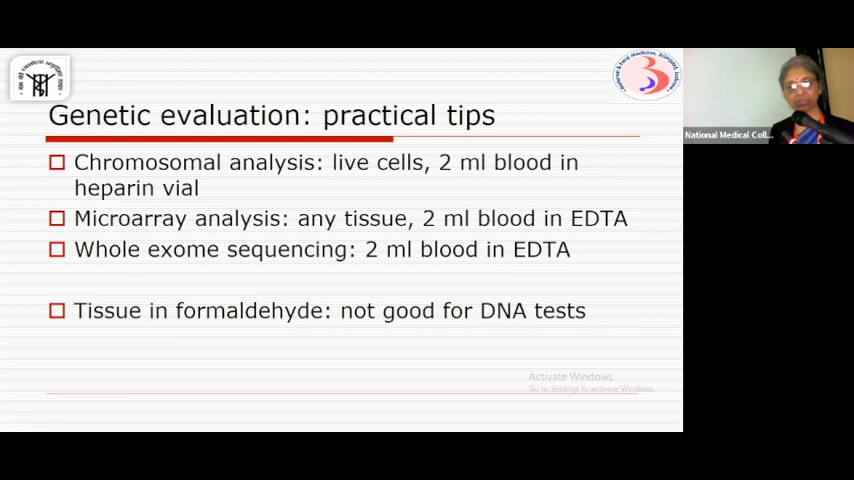 Genetic evaluation: practical tips
Chromosomal analysis: live cells, 2 ml blood in
heparin vial
Microarray analysis: any tissue, 2 ml blood in EDTA
Whole exome sequencing: 2 ml blood in EDTA
Tissue in formaldehyde: not good for DNA tests
Activate Windows
Go to Settings to activate Windows.
National Medical Coll...